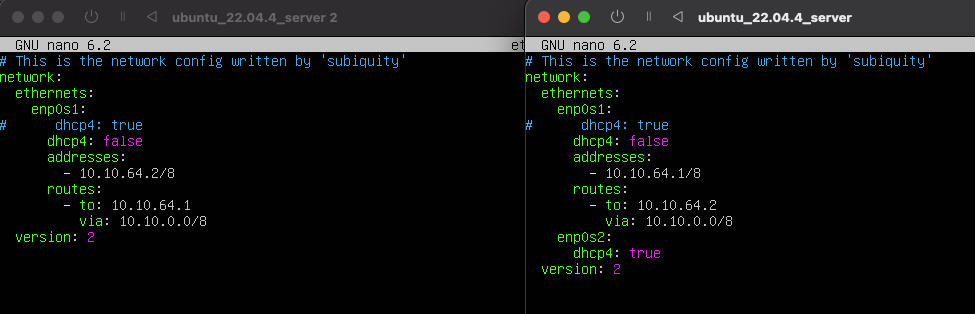 ubuntu_22.04.4_server 2
GNU nano 6.2 et
# This is the network config written by 'subiquity'
network:
  ethernets:
    enp0s1:
#      dhcp4: true
      dhcp4: false
      addresses:
        - 10.10.64.2/8
      routes:
        - to: 10.10.64.1
          via: 10.10.0.0/8
  version: 2
ubuntu_22.04.4_server
GNU nano 6.2
# This is the network config written by 'subiquity'
network:
  ethernets:
    enp0s1:
#      dhcp4: true
      dhcp4: false
      addresses:
        - 10.10.64.1/8
      routes:
        - to: 10.10.64.2
          via: 10.10.0.0/8
    enp0s2:
      dhcp4: true
  version: 2